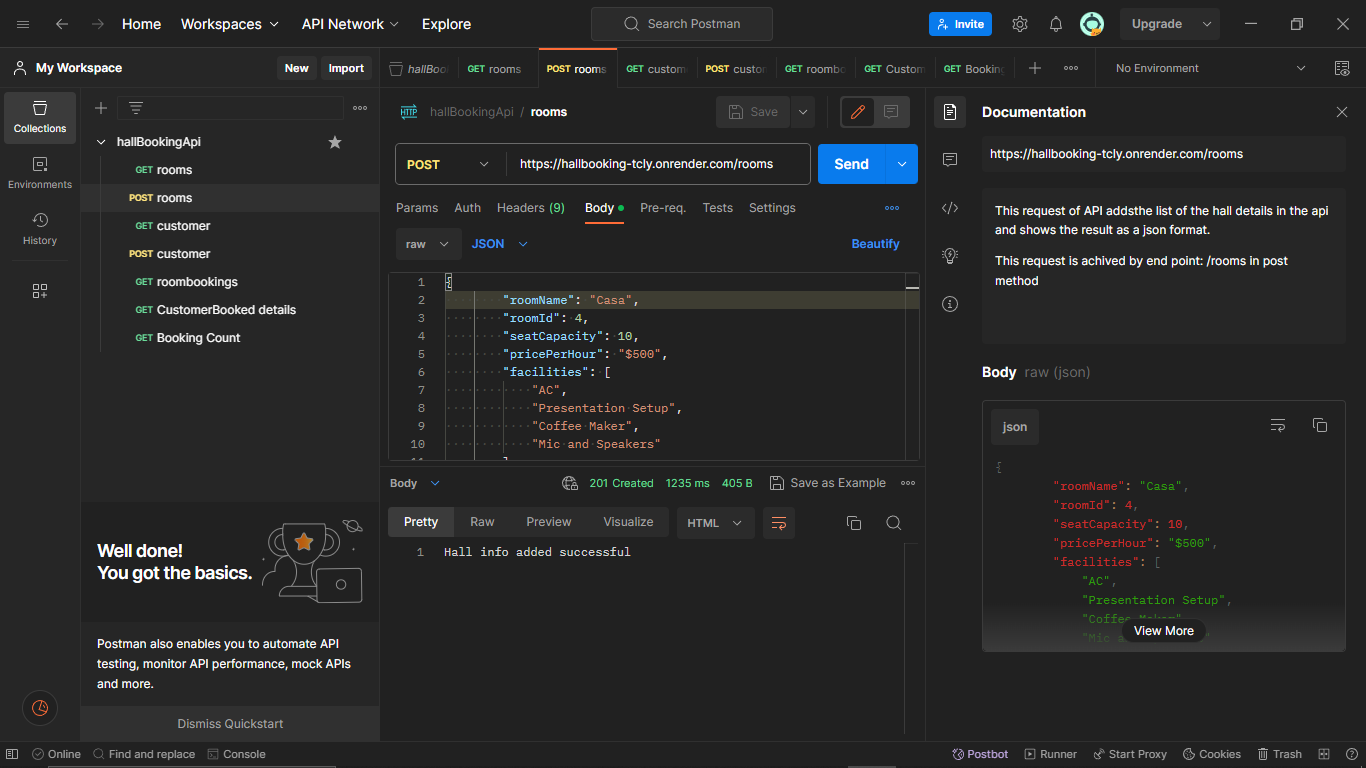 Home Workspaces API Network Explore Search Postman Invite Upgrade
My Workspace New Import
hallBoo GET rooms POST rooms GET custom POST custor GET roombo GET Custom GET Booking No Environment
Collections
Environments
History
hallBookingApi
GET rooms
POST rooms
GET customer
POST customer
GET roombookings
GET CustomerBooked details
GET Booking Count
Well done!
You got the basics.
Postman also enables you to automate API
testing, monitor API performance, mock APIs
and more.
Dismiss Quickstart
HTTP hallBookingApi / rooms Save
POST https://hallbooking-tcly.onrender.com/rooms Send
Params Auth Headers (9) Body Pre-req. Tests Settings
raw JSON Beautify
1 {
2 "roomName": "Casa",
3 "roomId": 4,
4 "seatCapacity": 10,
5 "pricePerHour": "$500",
6 "facilities": [
7 "AC",
8 "Presentation Setup",
9 "Coffee Maker",
10 "Mic and Speakers"
Body 201 Created 1235 ms 405 B Save as Example
Pretty Raw Preview Visualize HTML
1 Hall info added successful
Documentation
https://hallbooking-tcly.onrender.com/rooms
This request of API addsthe list of the hall details in the api
and shows the result as a json format.
This request is achived by end point: /rooms in post
method
Body raw (json)
json
{
"roomName": "Casa",
"roomId": 4,
"seatCapacity": 10,
"pricePerHour": "$500",
"facilities": [
"AC",
"Presentation Setup",
"Coffee Maker",
"Mic a
View More
Online Find and replace Console Postbot Runner Start Proxy Cookies Trash